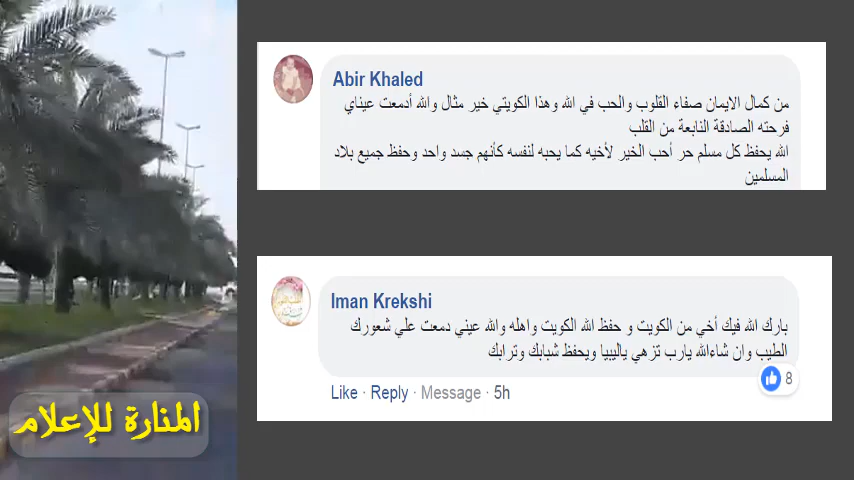 Abir Khaled
من كمال الايمان صفاء القلوب والحب في الله وهذا الكويتي خير مثال والله أدمعت عيناي
فرحته الصادقة النابعة من القلب
الله يحفظ كل مسلم حر أحب الخير لأخيه كما يحبه لنفسه كأنهم جسد واحد وحفظ جميع بلاد
المسلمين
Iman Krekshi
بارك الله فيك أخي من الكويت و حفظ الله الكويت واهله والله عيني دمعت علي شعورك
الطيب وان شاءالله يارب تزهي ياليبيا ويحفظ شبابك وترابك
8
Like · Reply · Message · 5h
المنارة للإعلام